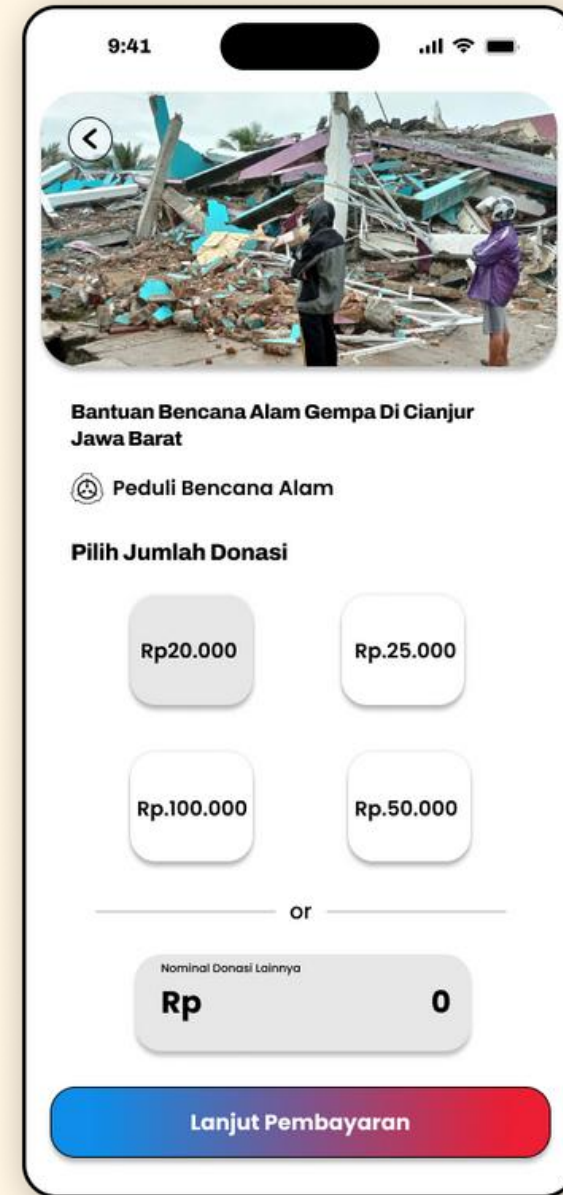 9:41
Bantuan Bencana Alam Gempa Di Cianjur
Jawa Barat
Peduli Bencana Alam
Pilih Jumlah Donasi
Rp20.000
Rp.25.000
Rp.100.000
Rp.50.000
or
Nominal Donasi Lainnya
Rp 0
Lanjut Pembayaran